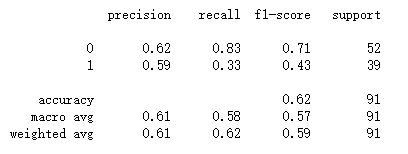 precision recall f1-score support
0 0.62 0.83 0.71 52
1 0.59 0.33 0.43 39
accuracy 0.62 91
macro avg 0.61 0.58 0.57 91
weighted avg 0.61 0.62 0.59 91